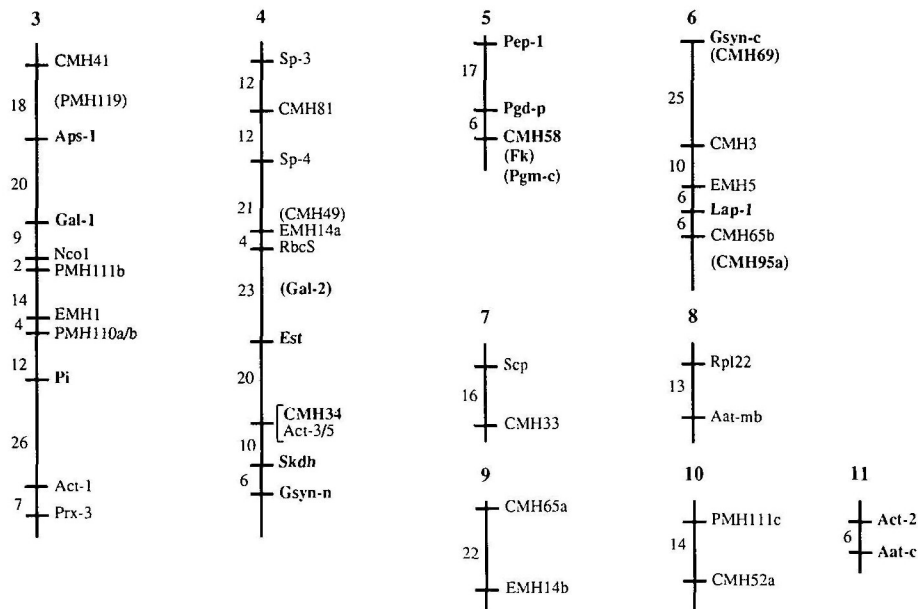 3
CMH41
18
(PMH119)
Aps-1
20
Gal-1
9
Nco1
2
PMH111b
14
EMH1
4
PMH110a/b
12
Pi
26
Act-1
7
Prx-3
4
Sp-3
12
CMH81
12
Sp-4
21
(CMH49)
EMH14a
4
RbcS
23
(Gal-2)
Est
20
CMH34
Act-3/5
10
Skdh
6
Gsyn-n
5
Pep-1
17
Pgd-p
6
CMH58
(Fk)
(Pgm-c)
6
Gsyn-c
(CMH69)
25
CMH3
10
EMH5
6
Lap-1
6
CMH65b
(CMH95a)
7
Scp
16
CMH33
8
Rpl22
13
Aat-mb
9
CMH65a
22
EMH14b
10
PMH111c
14
CMH52a
11
Act-2
6
Aat-c